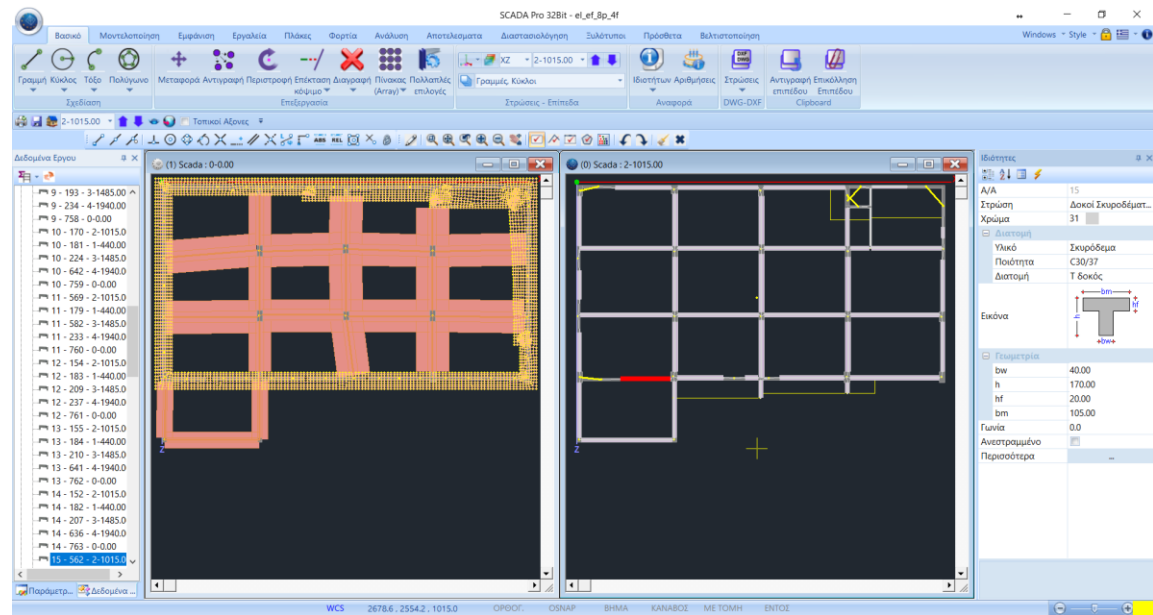 SCADA Pro 32Bit - el_ef_8p_4f
Βασικό Μοντελοποίηση Εμφάνιση Εργαλεία Πλάκες Φορτία Ανάλυση Αποτελεσματα Διαστασιολόγηση Ξυλότυποι Πρόσθετα Βελτιστοποίηση Windows Style
Γραμμή Κύκλος Τόξο Πολύγωνο Μεταφορά Αντιγραφή Περιστροφή Επέκταση κόψιμο Διαγραφή Πίνακας (Array) Πολλαπλές επιλογές
XZ -2-1015.00
Γραμμές, Κύκλοι
Ιδιοτήτων Αριθμήσεις Στρώσεις Αντιγραφή επιπέδου Επικόλληση Επιπέδου
Σχεδίαση Επεξεργασία Στρώσεις - Επίπεδα Αναφορά DWG-DXF Clipboard
2-1015.00 Τοπικοί Αξονες
Δεδομένα Εργου
9 - 193 - 3-1485.00
9 - 234 - 4-1940.0
9 - 758 - 0-0.00
10 - 170 - 2-1015.0
10 - 181 - 1-440.00
10 - 224 - 3-1485.0
10 - 642 - 4-1940.0
10 - 759 - 0-0.00
11 - 569 - 2-1015.0
11 - 179 - 1-440.00
11 - 582 - 3-1485.0
11 - 233 - 4-1940.0
11 - 760 - 0-0.00
12 - 154 - 2-1015.0
12 - 183 - 1-440.00
12 - 209 - 3-1485.0
12 - 237 - 4-1940.0
12 - 761 - 0-0.00
13 - 155 - 2-1015.0
13 - 184 - 1-440.00
13 - 210 - 3-1485.0
13 - 641 - 4-1940.0
13 - 762 - 0-0.00
14 - 152 - 2-1015.0
14 - 182 - 1-440.00
14 - 207 - 3-1485.0
14 - 636 - 4-1940.0
14 - 763 - 0-0.00
15 - 562 - 2-1015.0
Παράμετρ... Δεδομένα ...
(1) Scada : 0-0.00
Z
(0) Scada : 2-1015.00
Z
Ιδιότητες
A/A 15
Στρώση Δοκοί Σκυροδέματ...
Χρώμα 31
Διατομή
Υλικό Σκυρόδεμα
Ποιότητα C30/37
Διατομή Τ δοκός
Εικόνα
bm
hf
h
bw
Γεωμετρία
bw 40.00
h 170.00
hf 20.00
bm 105.00
Γωνία 0.0
Ανεστραμμένο
Περισσότερα ...
WCS 2678.6 , 2554.2 , 1015.0 ΟΡΘΟΓ. OSNAP ΒΗΜΑ ΚΑΝΑΒΟΣ ΜΕ ΤΟΜΗ ΕΝΤΟΣ